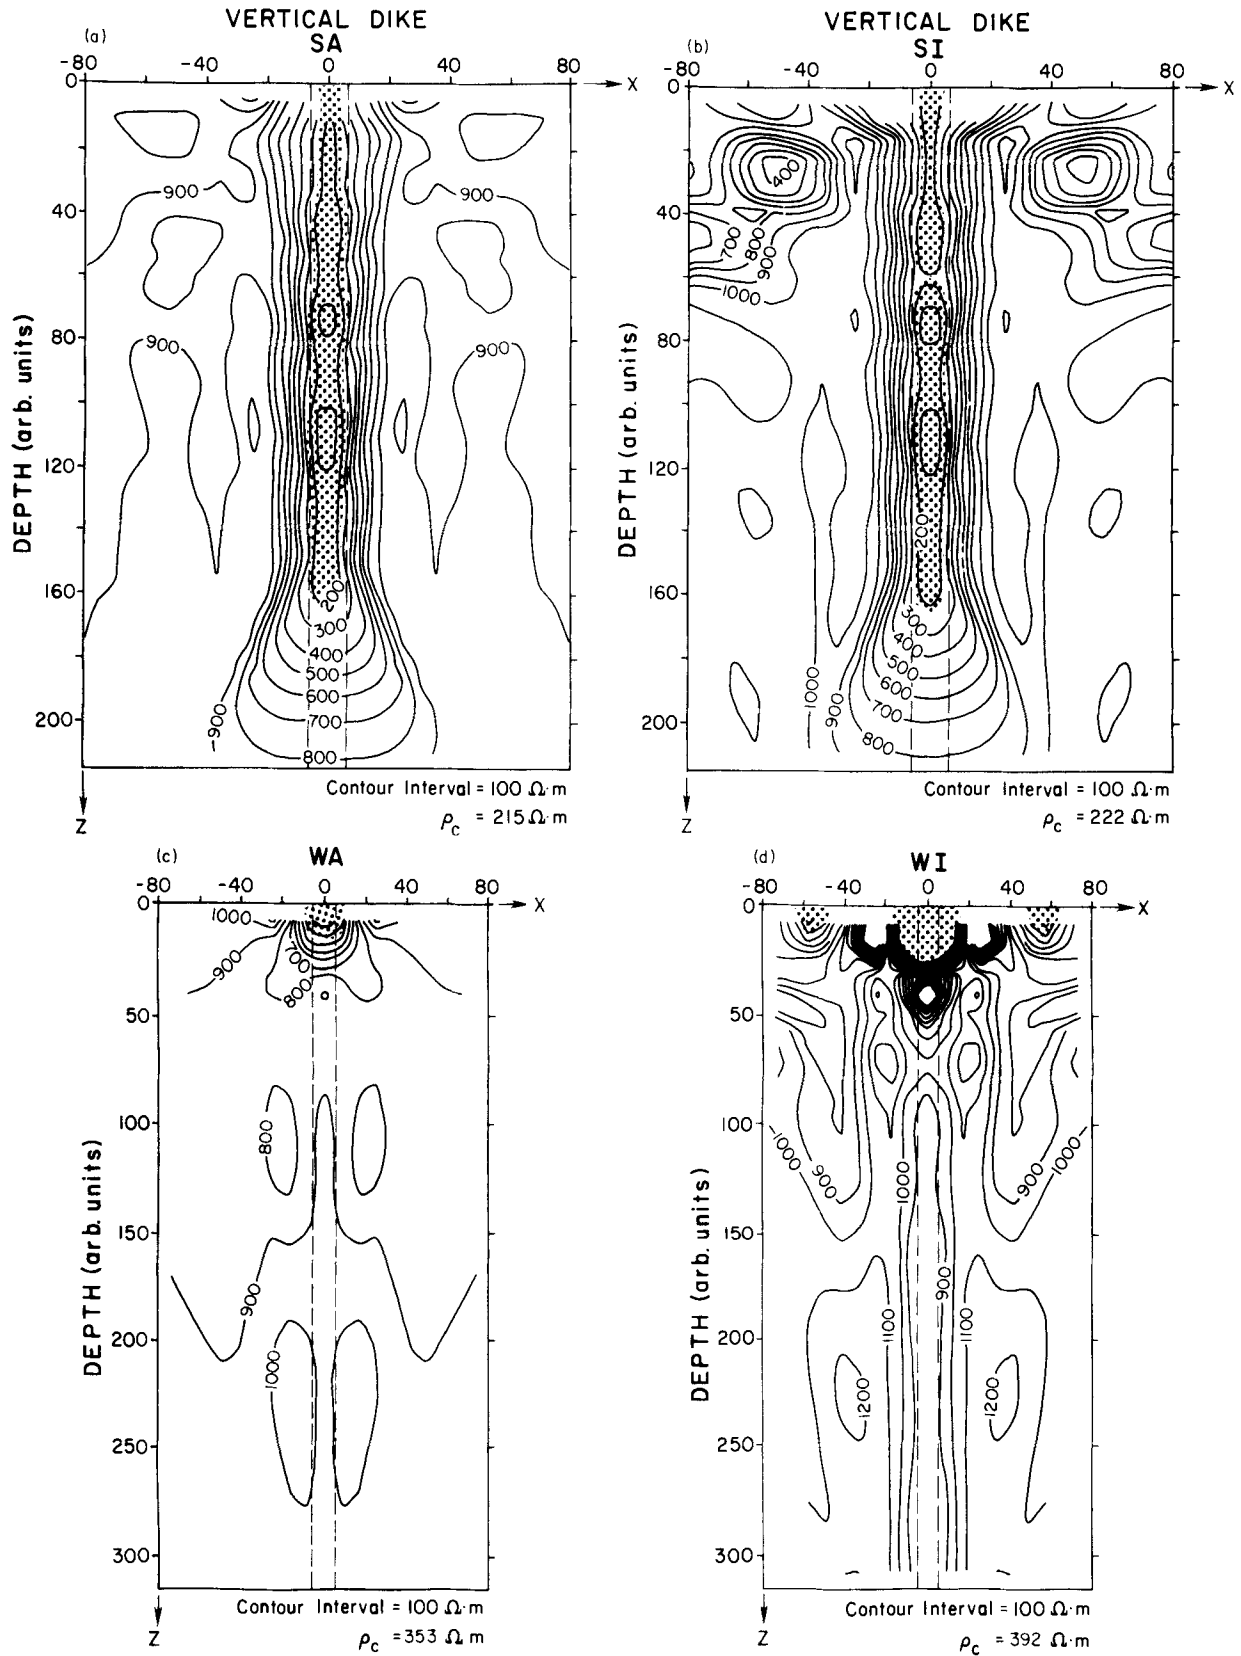 VERTICAL DIKE
(a)
SA
-80 -40 0 40 80
X
0
40
80
120
160
200
DEPTH (arb. units)
900
900
900
900
200
300
400
500
600
700
800
900
Z
Contour Interval = 100 Ω·m
ρc = 215 Ω·m
VERTICAL DIKE
(b)
SI
-80 -40 0 40 80
X
0
40
80
120
160
200
DEPTH (arb. units)
400
700
800
900
1000
200
300
400
500
600
700
800
900
1000
Z
Contour Interval = 100 Ω·m
ρc = 222 Ω·m
(c)
WA
-80 -40 0 40 80
X
0
50
100
150
200
250
300
DEPTH (arb. units)
1000
900
700
800
800
900
1000
Z
Contour Interval = 100 Ω·m
ρc = 353 Ω m
(d)
WI
-80 -40 0 40 80
X
0
50
100
150
200
250
300
DEPTH (arb. units)
1000
900
1000
900
1000
900
1100
1100
1200
1200
Z
Contour Interval = 100 Ω·m
ρc = 392 Ω·m